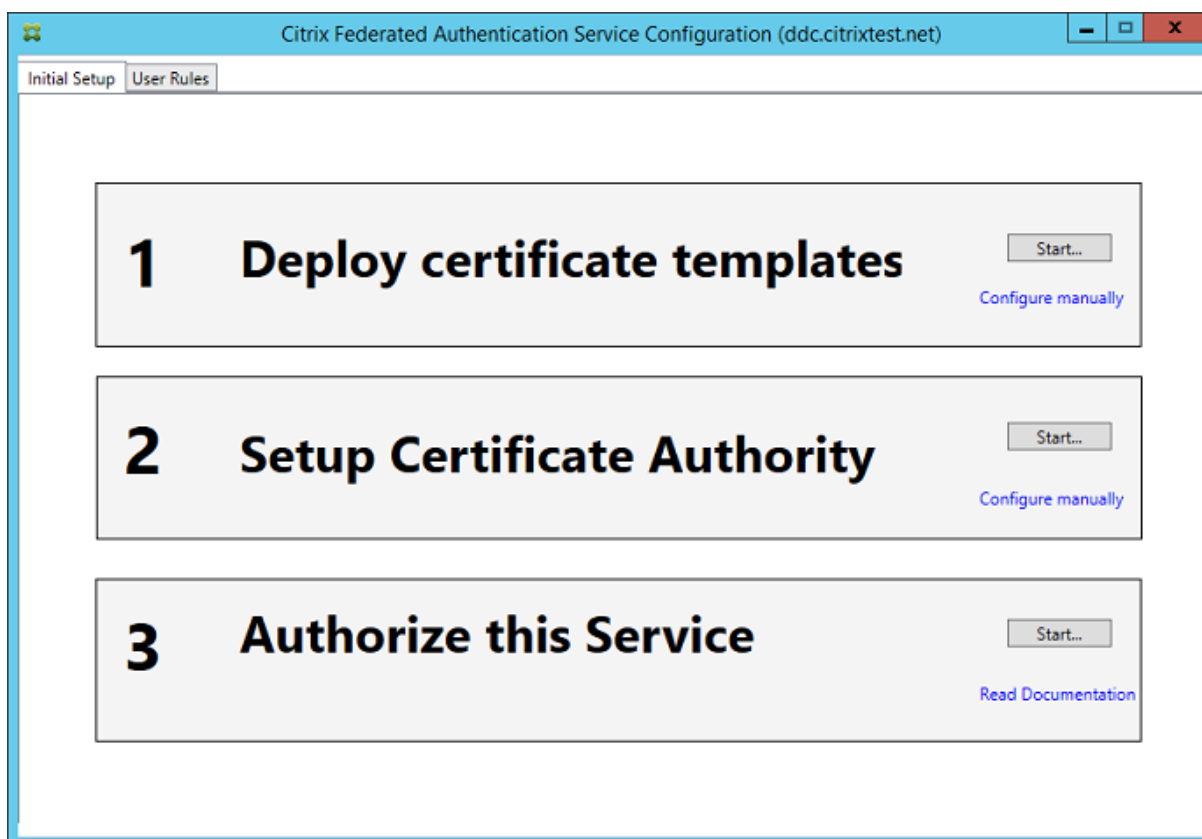 Citrix Federated Authentication Service Configuration (ddc.citrixtest.net)
Initial Setup User Rules
1 Deploy certificate templates
Start...
Configure manually
2 Setup Certificate Authority
Start...
Configure manually
3 Authorize this Service
Start...
Read Documentation